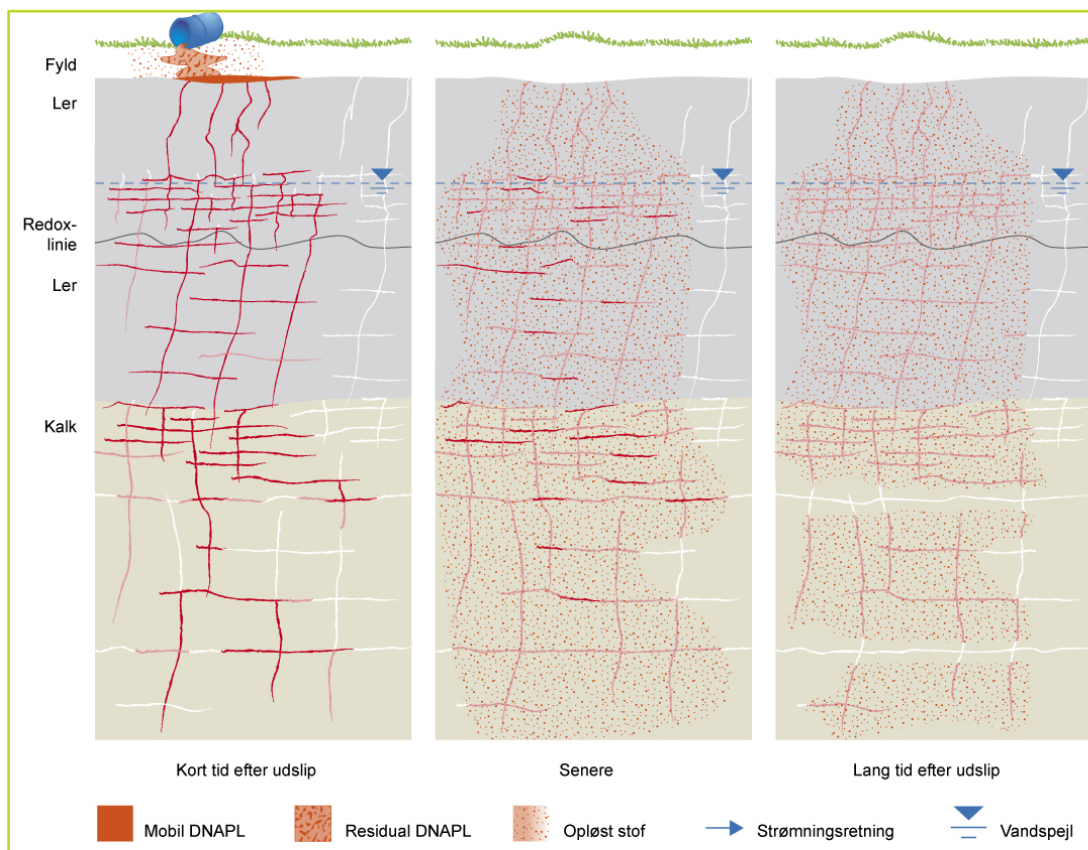 Fyld
Ler
Redox-
linie
Ler
Kalk
Kort tid efter udslip
Senere
Lang tid efter udslip
Mobil DNAPL
Residual DNAPL
Opløst stof
Strømningsretning
Vandspejl